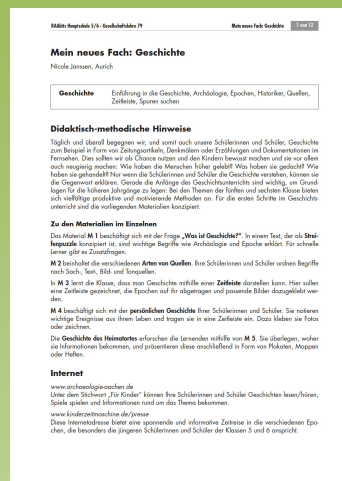 RAAbits Hauptschule 5/6 - Gesellschaftslehre 79
Mein neues Fach: Geschichte
1 von 12
Mein neues Fach: Geschichte
Nicole Janssen, Aurich
Geschichte
Einführung in die Geschichte, Archäologie, Epochen, Historiker, Quellen,
Zeitleiste, Spuren suchen
Didaktisch-methodische Hinweise
Täglich und überall begegnen wir, und somit auch unsere Schülerinnen und Schüler, Geschichte
zum Beispiel in Form von Zeitungsartikeln, Denkmälern oder Erzählungen und Dokumentationen im
Fernsehen. Dies sollten wir als Chance nutzen und den Kindern bewusst machen und sie vor allem
auch neugierig machen: Wie haben die Menschen früher gelebt? Was haben sie gedacht? Wie
haben sie gehandelt? Nur wenn die Schülerinnen und Schüler die Geschichte verstehen, können sie
die Gegenwart erklären. Gerade die Anfänge des Geschichtsunterrichts sind wichtig, um Grund-
lagen für die höheren Jahrgänge zu legen: Bei den Themen der fünften und sechsten Klasse bieten
sich vielfältige produktive und motivierende Methoden an. Für die ersten Schritte im Geschichts-
unterricht sind die vorliegenden Materialien konzipiert.
Zu den Materialien im Einzelnen
Das Material M 1 beschäftigt sich mit der Frage „Was ist Geschichte?“. In einem Text, der als Strei-
fenpuzzle konzipiert ist, sind wichtige Begriffe wie Archäologie und Epoche erklärt. Für schnelle
Lerner gibt es Zusatzfragen.
M 2 beinhaltet die verschiedenen Arten von Quellen. Ihre Schülerinnen und Schüler ordnen Begriffe
nach Sach-, Text-, Bild- und Tonquellen.
In M 3 lernt die Klasse, dass man Geschichte mithilfe einer Zeitleiste darstellen kann. Hier sollen
eine Zeitleiste gezeichnet, die Epochen auf ihr abgetragen und passende Bilder dazugeklebt wer-
den.
M 4 beschäftigt sich mit der persönlichen Geschichte Ihrer Schülerinnen und Schüler. Sie notieren
wichtige Ereignisse aus ihrem Leben und tragen sie in eine Zeitleiste ein. Dazu kleben sie Fotos
oder zeichnen.
Die Geschichte des Heimatortes erforschen die Lernenden mithilfe von M 5. Sie überlegen, woher
sie Informationen bekommen, und präsentieren diese anschließend in Form von Plakaten, Mappen
oder Heften.
Internet
www.archaeologie-aachen.de
Unter dem Stichwort „Für Kinder“ können Ihre Schülerinnen und Schüler Geschichten lesen/hören,
Spiele spielen und Informationen rund um das Thema bekommen.
www.kinderzeitmaschine.de/presse
Diese Internetadresse bietet eine spannende und informative Zeitreise in die verschiedenen Epo-
chen, die besonders die jüngeren Schülerinnen und Schüler der Klassen 5 und 6 anspricht.